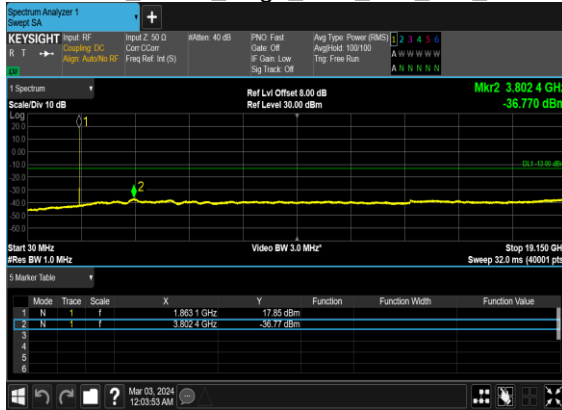 Spectrum Analyzer 1
Swept SA
+
KEYSIGHT
R T
LU
Input: RF
Coupling: DC
Align: Auto/No RF
Input Z: 50 Ω
Corr CCorr
Freq Ref: Int (S)
#Atten: 40 dB
PNO: Fast
Gate: Off
IF Gain: Low
Sig Track: Off
Avg Type: Power (RMS)
Avg|Hold: 100/100
Trig: Free Run
1 2 3 4 5 6
A W W W W W
A N N N N N
1 Spectrum
Scale/Div 10 dB
Ref Lvl Offset 8.00 dB
Ref Level 30.00 dBm
Mkr2 3.802 4 GHz
-36.770 dBm
Log
20.0
10.0
0.00
-10.0
-20.0
-30.0
-40.0
-50.0
-60.0
1
2
DL1 -13.00 dB
Start 30 MHz
#Res BW 1.0 MHz
Video BW 3.0 MHz*
Stop 19.150 GH
Sweep 32.0 ms (40001 pts
5 Marker Table
Mode Trace Scale X Y Function Function Width Function Value
1 N 1 f 1.863 1 GHz 17.85 dBm
2 N 1 f 3.802 4 GHz -36.77 dBm
3
4
5
6
?
Mar 03, 2024
12:03:53 AM